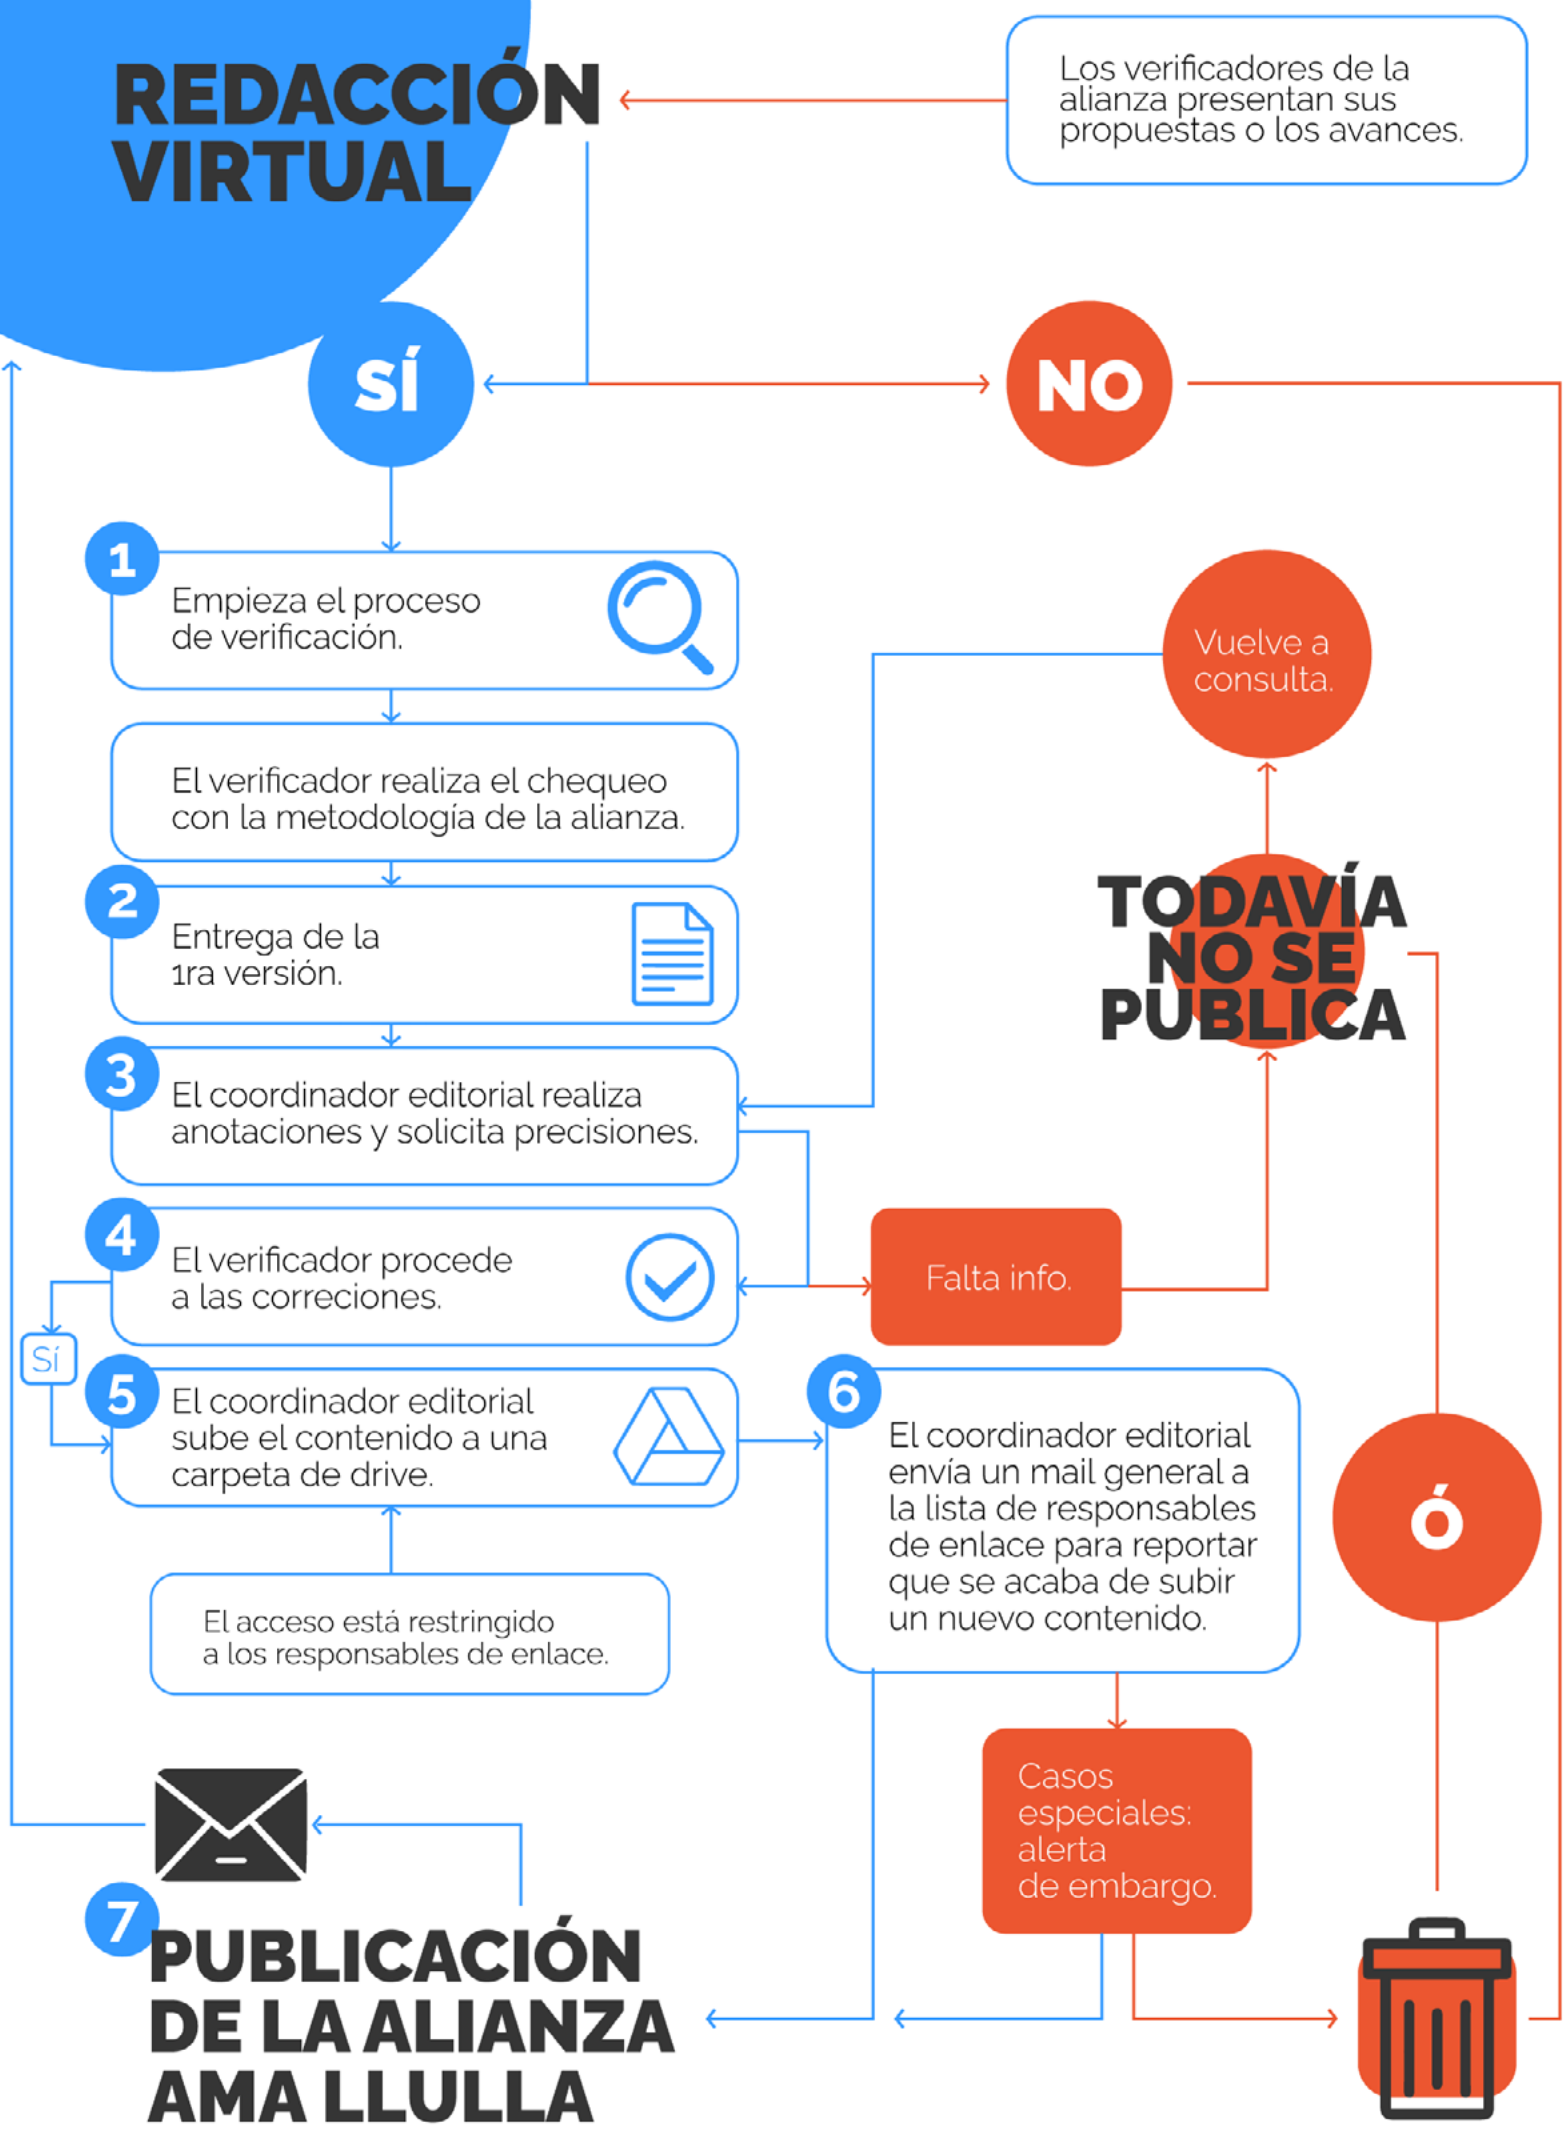 REDACCIÓN
VIRTUAL
Los verificadores de la
alianza presentan sus
propuestas o los avances.
SÍ
NO
1
Empieza el proceso
de verificación.
Vuelve a
consulta.
El verificador realiza el chequeo
con la metodología de la alianza.
2
Entrega de la
1ra versión.
TODAVÍA
NO SE
PUBLICA
3
El coordinador editorial realiza
anotaciones y solicita precisiones.
4
El verificador procede
a las correciones.
Falta info.
Sí
5
El coordinador editorial
sube el contenido a una
carpeta de drive.
6
El coordinador editorial
envía un mail general a
la lista de responsables
de enlace para reportar
que se acaba de subir
un nuevo contenido.
Ó
El acceso está restringido
a los responsables de enlace.
Casos
especiales:
alerta
de embargo.
7
PUBLICACIÓN
DE LA ALIANZA
AMA LLULLA